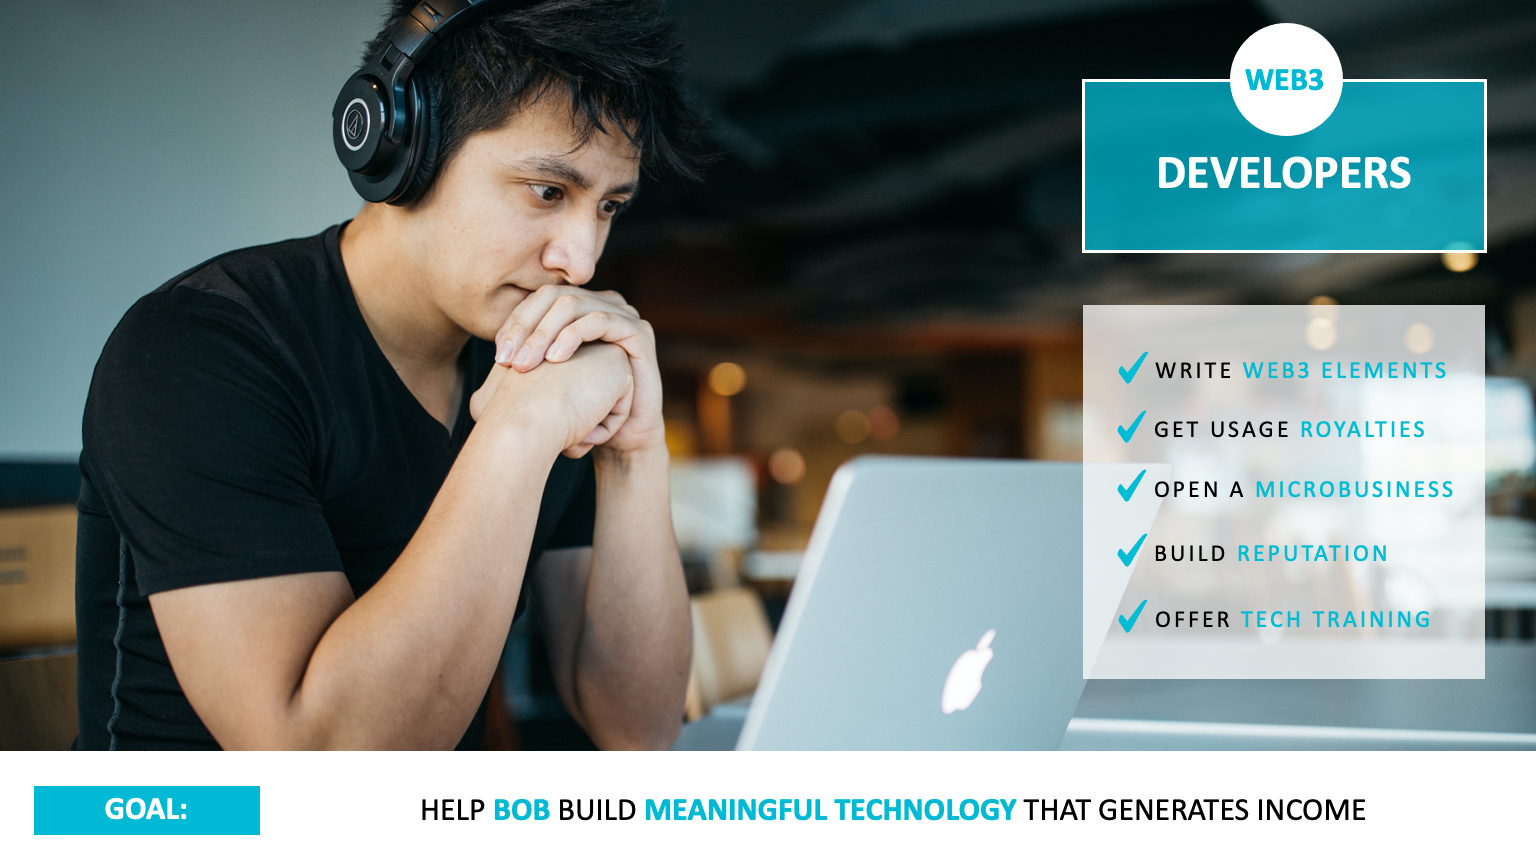 WEB3
DEVELOPERS
WRITE WEB3 ELEMENTS
GET USAGE ROYALTIES
OPEN A MICROBUSINESS
BUILD REPUTATION
OFFER TECH TRAINING
GOAL:
HELP BOB BUILD MEANINGFUL TECHNOLOGY THAT GENERATES INCOME